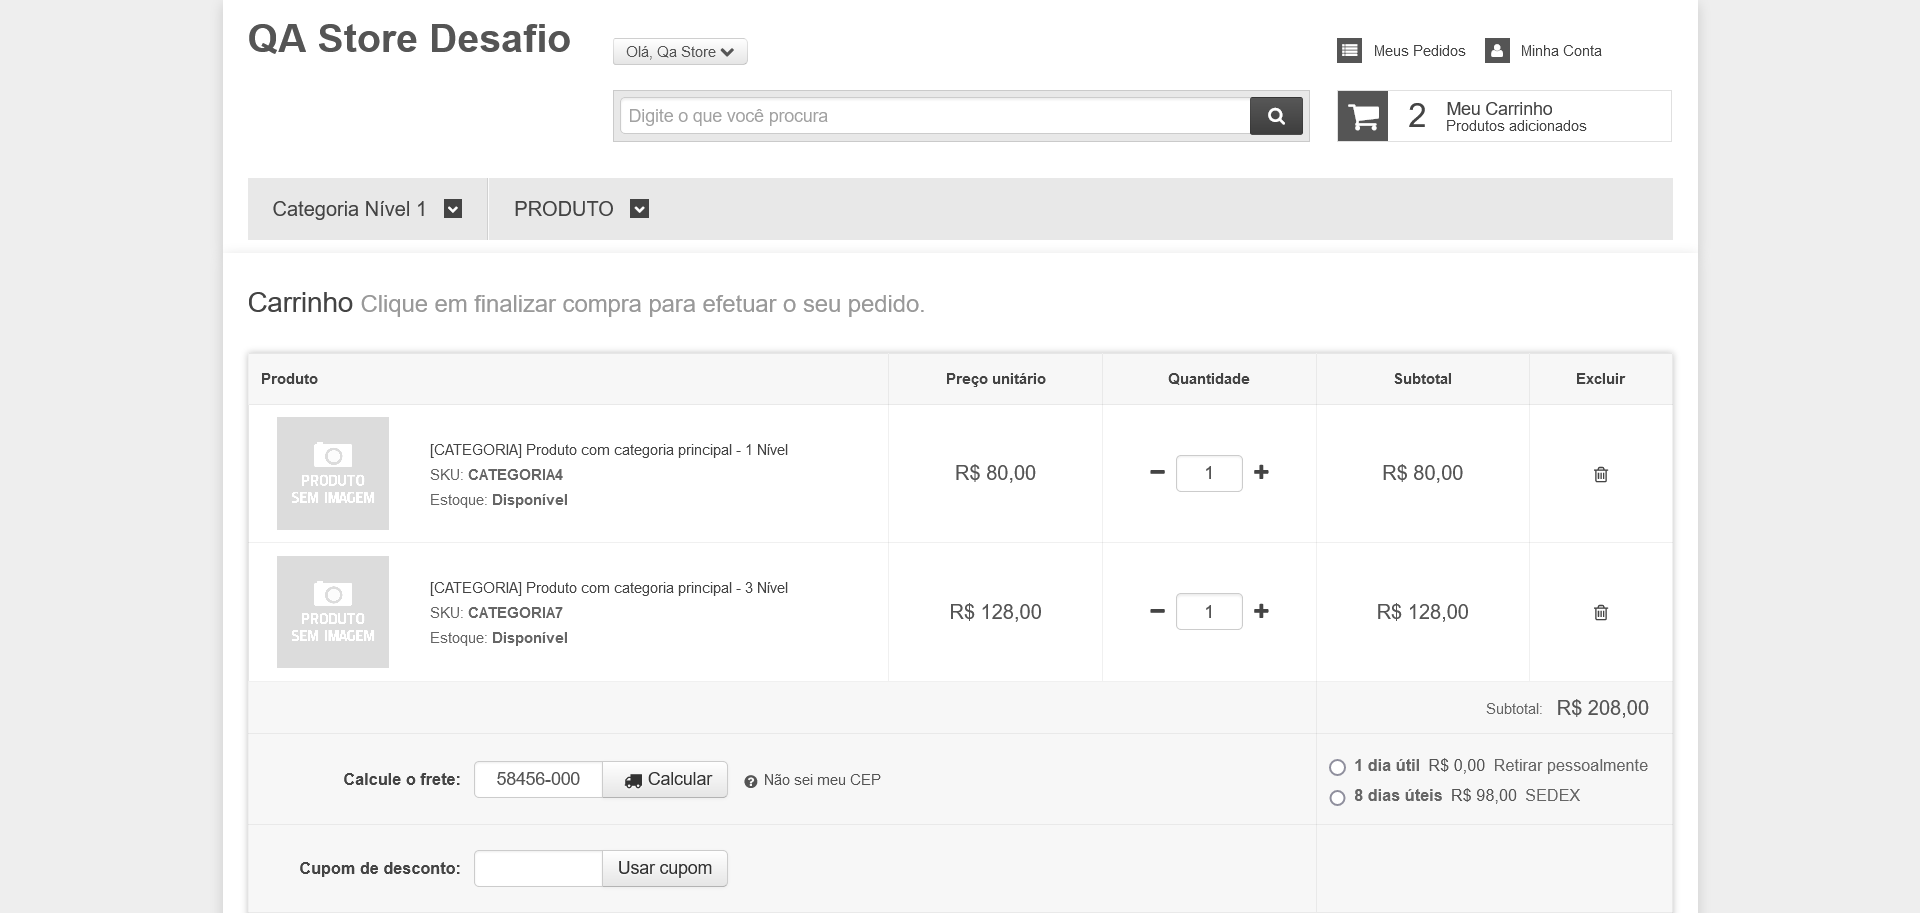 QA Store Desafio
Olá, Qa Store
Meus Pedidos
Minha Conta
Digite o que você procura
2
Meu Carrinho
Produtos adicionados
Categoria Nível 1
PRODUTO
Carrinho Clique em finalizar compra para efetuar o seu pedido.
Produto Preço unitário Quantidade Subtotal Excluir
PRODUTO
SEM IMAGEM
[CATEGORIA] Produto com categoria principal - 1 Nível
SKU: CATEGORIA4
Estoque: Disponível
R$ 80,00
1
R$ 80,00
PRODUTO
SEM IMAGEM
[CATEGORIA] Produto com categoria principal - 3 Nível
SKU: CATEGORIA7
Estoque: Disponível
R$ 128,00
1
R$ 128,00
Subtotal: R$ 208,00
Calcule o frete: 58456-000 Calcular Não sei meu CEP
1 dia útil R$ 0,00 Retirar pessoalmente
8 dias úteis R$ 98,00 SEDEX
Cupom de desconto: Usar cupom